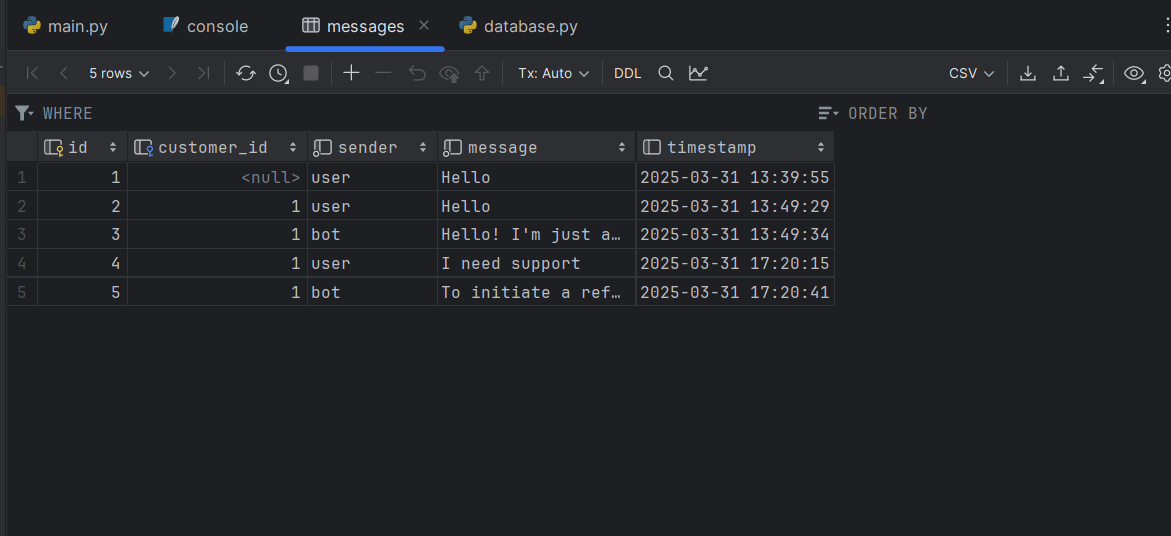 main.py console messages database.py
5 rows Tx: Auto DDL CSV
WHERE ORDER BY
id customer_id sender message timestamp
1 1 <null> user Hello 2025-03-31 13:39:55
2 2 1 user Hello 2025-03-31 13:49:29
3 3 1 bot Hello! I'm just a… 2025-03-31 13:49:34
4 4 1 user I need support 2025-03-31 17:20:15
5 5 1 bot To initiate a ref… 2025-03-31 17:20:41